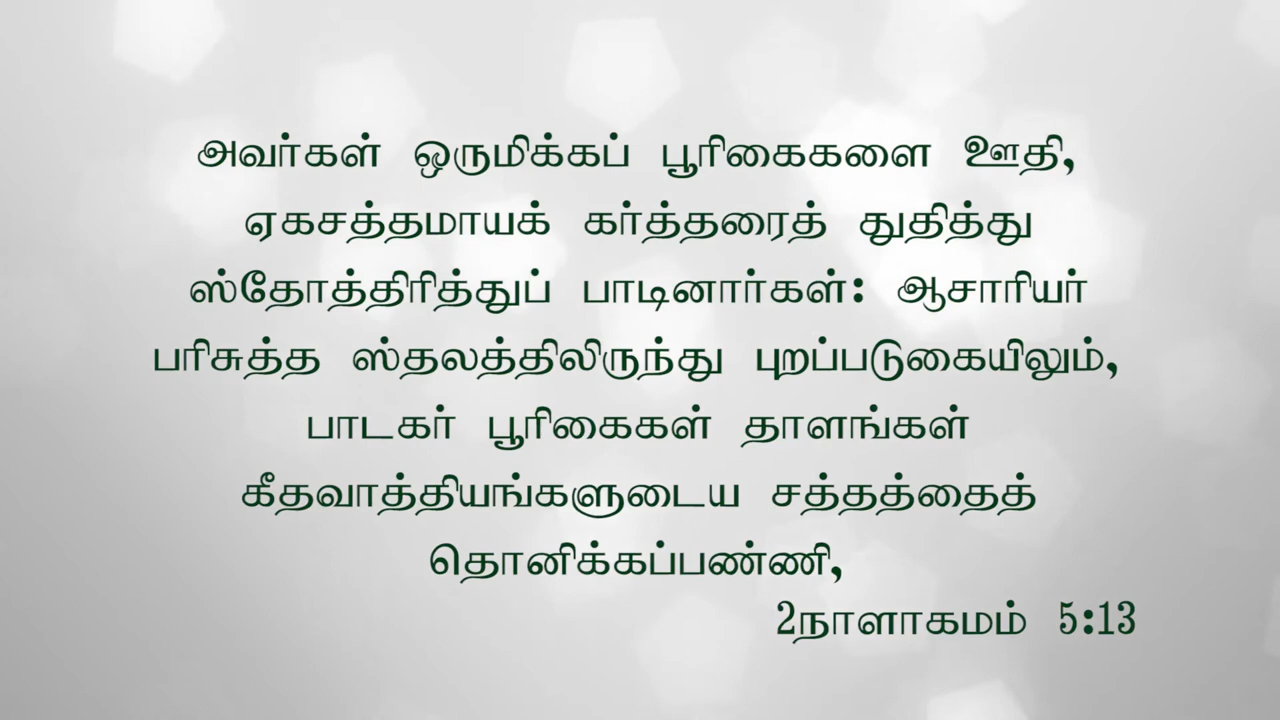 அவர்கள் ஒருமிக்கப் பூரிகைகளை ஊதி,
ஏகசத்தமாயக் கர்த்தரைத் துதித்து
ஸ்தோத்திரித்துப் பாடினார்கள்: ஆசாரியர்
பரிசுத்த ஸ்தலத்திலிருந்து புறப்படுகையிலும்,
பாடகர் பூரிகைகள் தாளங்கள்
கீதவாத்தியங்களுடைய சத்தத்தைத்
தொனிக்கப்பண்ணி,
2நாளாகமம் 5:13